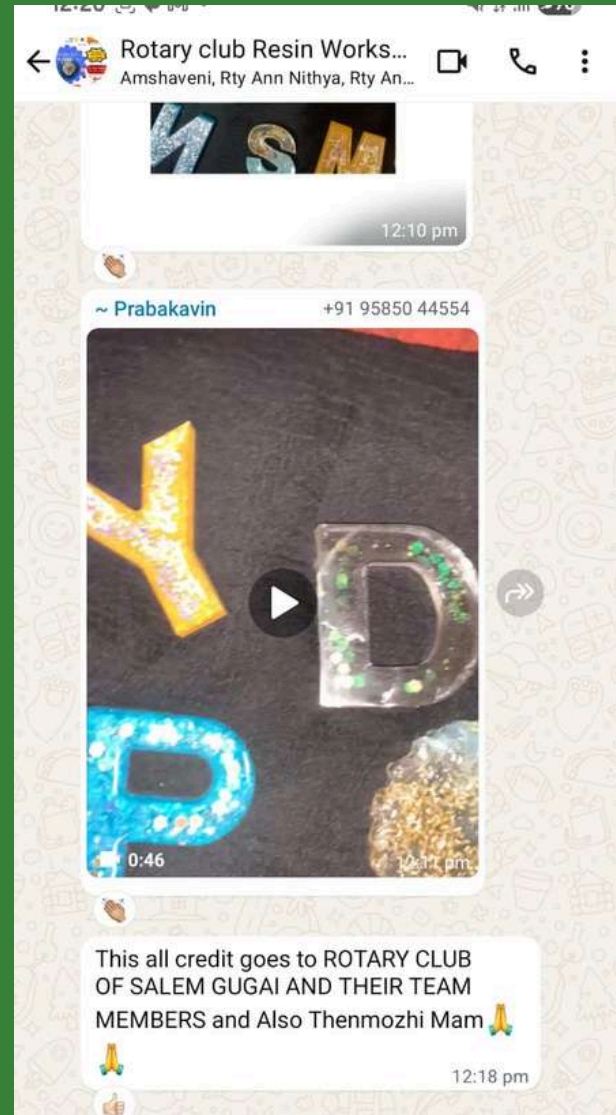 Rotary club Resin Works...
Amshaveni, Rty Ann Nithya, Rty An...
N S M
12:10 pm
~ Prabakavin +91 95850 44554
Y
D
P
0:46
This all credit goes to ROTARY CLUB
OF SALEM GUGAI AND THEIR TEAM
MEMBERS and Also Thenmozhi Mam🙏
🙏
12:18 pm